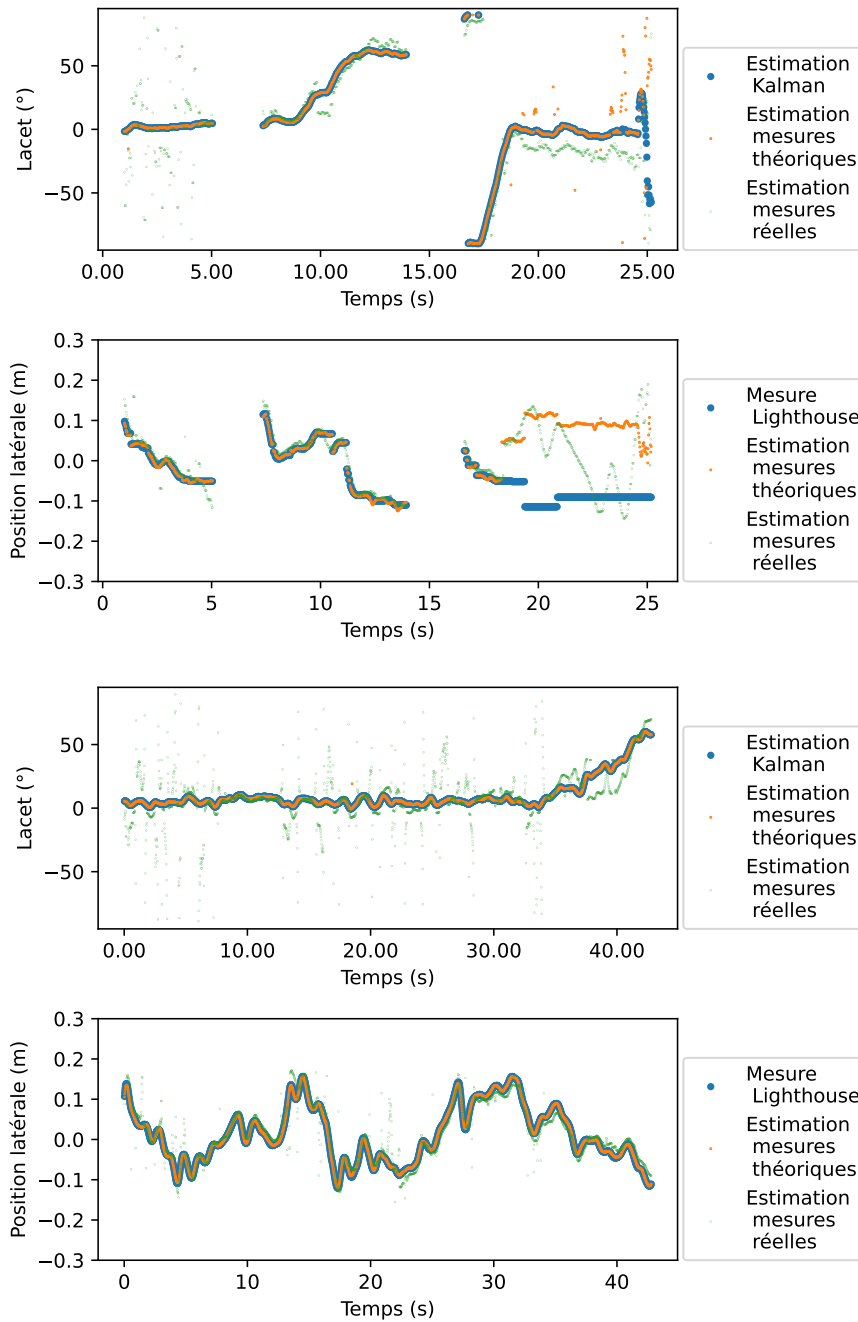 50
0
−50
Lacet (°)
0.00
5.00
10.00
15.00
20.00
25.00
Temps (s)
Estimation
Kalman
Estimation
mesures
théoriques
Estimation
mesures
réelles
0.3
0.2
0.1
0.0
−0.1
−0.2
−0.3
Position latérale (m)
0
5
10
15
20
25
Temps (s)
Mesure
Lighthouse
Estimation
mesures
théoriques
Estimation
mesures
réelles
50
0
−50
Lacet (°)
0.00
10.00
20.00
30.00
40.00
Temps (s)
Estimation
Kalman
Estimation
mesures
théoriques
Estimation
mesures
réelles
0.3
0.2
0.1
0.0
−0.1
−0.2
−0.3
Position latérale (m)
0
10
20
30
40
Temps (s)
Mesure
Lighthouse
Estimation
mesures
théoriques
Estimation
mesures
réelles